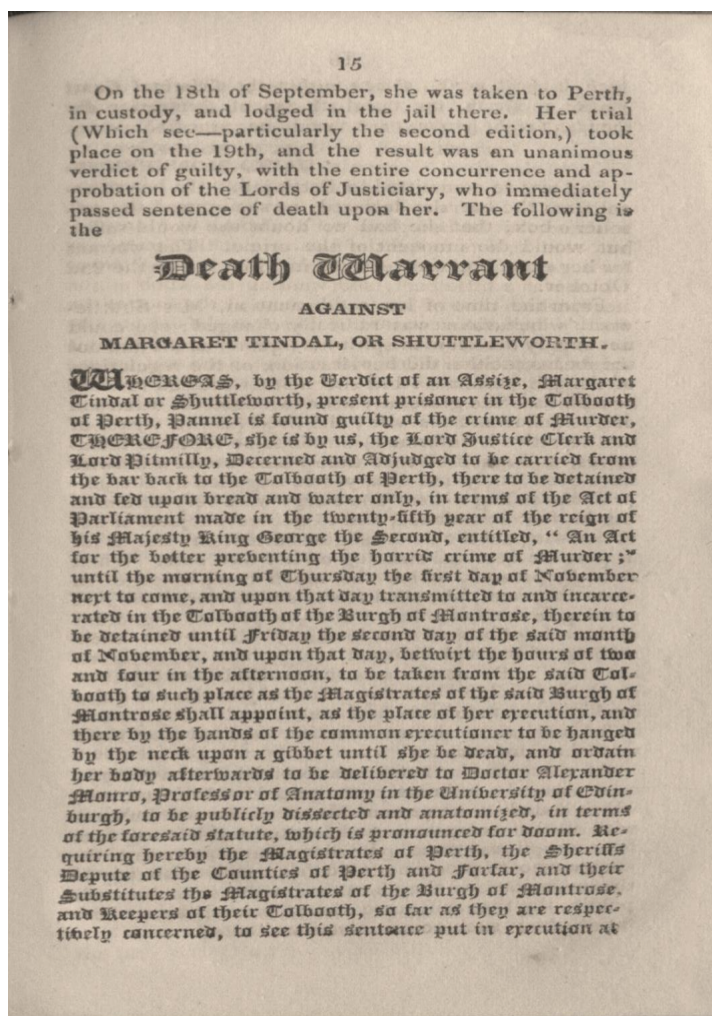 15
On the 18th of September, she was taken to Perth,
in custody, and lodged in the jail there. Her trial
(Which see—particularly the second edition,) took
place on the 19th, and the result was an unanimous
verdict of guilty, with the entire concurrence and ap-
probation of the Lords of Justiciary, who immediately
passed sentence of death upon her. The following is
the
Death Warrant
AGAINST
MARGARET TINDAL, OR SHUTTLEWORTH.
WHEREAS, by the Verdict of an Assize, Margaret
Tindal or Shuttleworth, present prisoner in the Tolbooth
of Perth, Pannel is found guilty of the crime of Murder,
THEREFORE, she is by us, the Lord Justice Clerk and
Lord Pitmilly, Decerned and Adjudged to be carried from
the bar back to the Tolbooth of Perth, there to be detained
and fed upon bread and water only, in terms of the Act of
Parliament made in the twenty-fifth year of the reign of
his Majesty King George the Second, entitled, “ An Act
for the better preventing the horrid crime of Murder ;”
until the morning of Thursday the first day of November
next to come, and upon that day transmitted to and incarce-
rated in the Tolbooth of the Burgh of Montrose, therein to
be detained until Friday the second day of the said month
of November, and upon that day, betwixt the hours of two
and four in the afternoon, to be taken from the said Tol-
booth to such place as the Magistrates of the said Burgh of
Montrose shall appoint, as the place of her execution, and
there by the hands of the common executioner to be hanged
by the neck upon a gibbet until she be dead, and ordain
her body afterwards to be delivered to Doctor Alexander
Monro, Professor of Anatomy in the University of Edin-
burgh, to be publicly dissected and anatomized, in terms
of the foresaid statute, which is pronounced for doom. Re-
quiring hereby the Magistrates of Perth, the Sheriffs
Depute of the Counties of Perth and Forfar, and their
Substitutes the Magistrates of the Burgh of Montrose.
and Keepers of their Tolbooth, so far as they are respec-
tively concerned, to see this sentence put in execution at